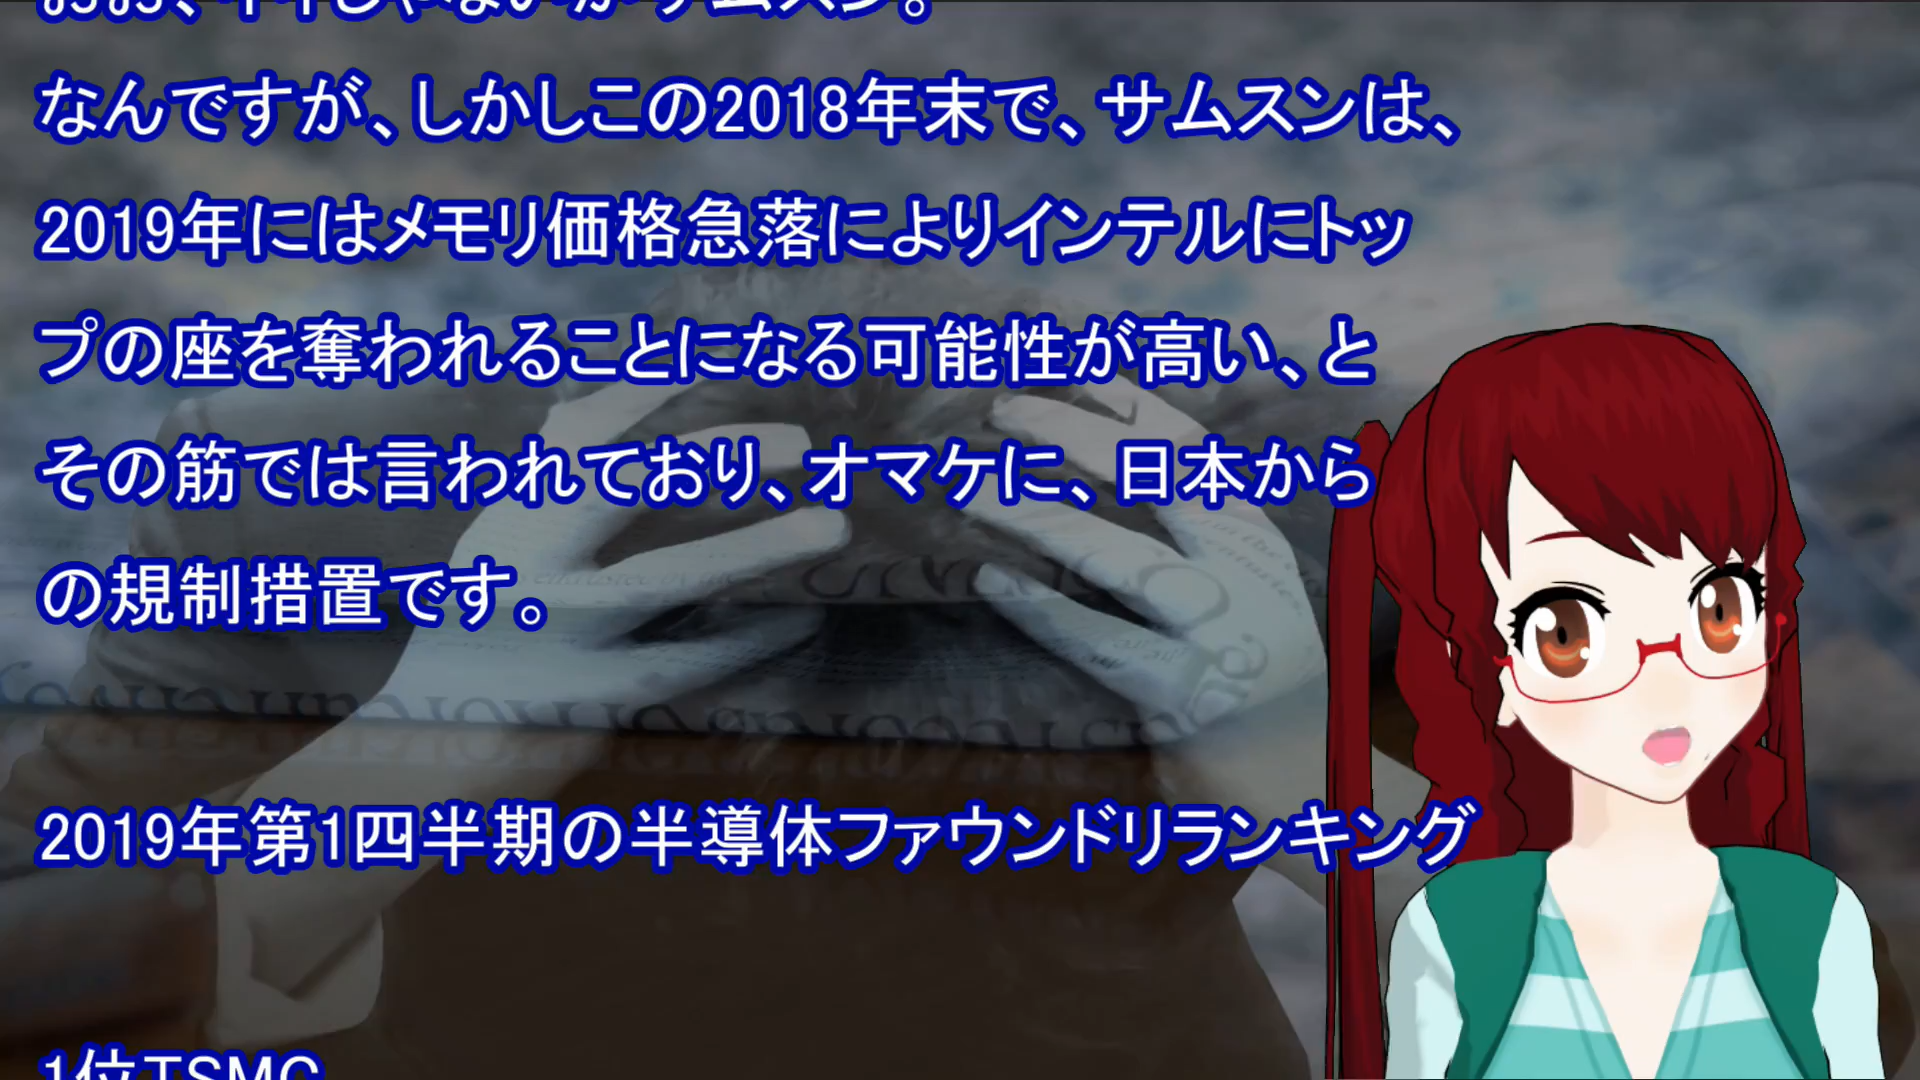 なんですが、しかしこの2018年末で、サムスンは、
2019年にはメモリ価格急落によりインテルにトッ
プの座を奪われることになる可能性が高い、と
その筋では言われており、オマケに、日本から
の規制措置です。
2019年第1四半期の半導体ファウンドリランキング
1位TSMC